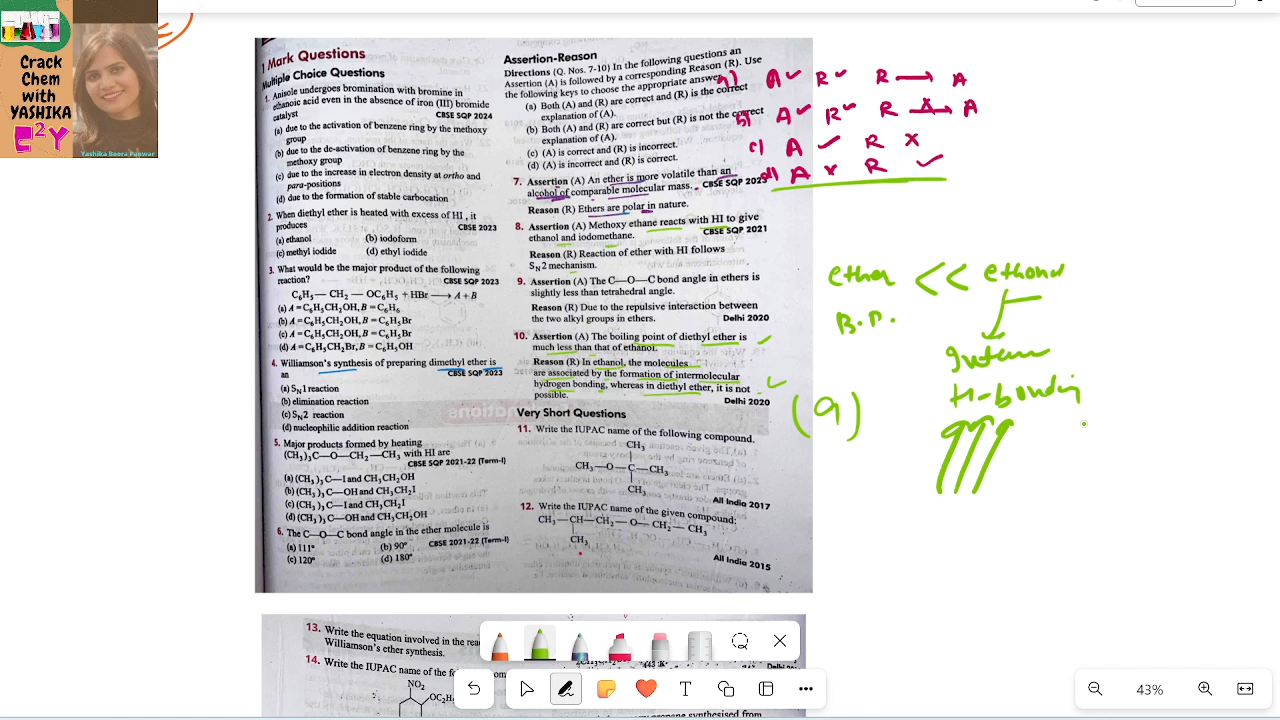 Crack
Chem
with
YASHIKA
E2Y
Yashika Boora Panwar
1 Mark Questions
Multiple Choice Questions
1. Anisole undergoes bromination with bromine in
ethanoic acid even in the absence of iron (III) bromide
catalyst
CBSE SQP 2024
(a) due to the activation of benzene ring by the methoxy
group
(b) due to the de-activation of benzene ring by the
methoxy group
(c) due to the increase in electron density at ortho and
para-positions
(d) due to the formation of stable carbocation
2. When diethyl ether is heated with excess of HI, it
produces
CBSE 2023
(a) ethanol (b) iodoform
(c) methyl iodide (d) ethyl iodide
3. What would be the major product of the following
reaction?
CBSE SQP 2023
C6H5—CH2—OC6H5 + HBr ⟶ A + B
(a) A = C6H5CH2OH, B = C6H6
(b) A = C6H5CH2OH, B = C6H5Br
(c) A = C6H5CH2OH, B = C6H5Br
(d) A = C6H5CH2Br, B = C6H5OH
4. Williamson's synthesis of preparing dimethyl ether is
an
CBSE SQP 2023
(a) SN1 reaction
(b) elimination reaction
(c) SN2 reaction
(d) nucleophilic addition reaction
5. Major products formed by heating
(CH3)3C—O—CH2—CH3 with HI are
CBSE SQP 2021-22 (Term-I)
(a) (CH3)3C—I and CH3CH2OH
(b) (CH3)3C—OH and CH3CH2I
(c) (CH3)3C—I and CH3CH2I
(d) (CH3)3C—OH and CH3CH2OH
6. The C—O—C bond angle in the ether molecule is
CBSE 2021-22 (Term-I)
(a) 111° (b) 90°
(c) 120° (d) 180°
Assertion-Reason
Directions (Q. Nos. 7-10) In the following questions an
Assertion (A) is followed by a corresponding Reason (R). Use
the following keys to choose the appropriate answer.
(a) Both (A) and (R) are correct and (R) is the correct
explanation of (A).
(b) Both (A) and (R) are correct but (R) is not the correct
explanation of (A).
(c) (A) is correct and (R) is incorrect.
(d) (A) is incorrect and (R) is correct.
7. Assertion (A) An ether is more volatile than an
alcohol of comparable molecular mass.
CBSE SQP 2023
Reason (R) Ethers are polar in nature.
8. Assertion (A) Methoxy ethane reacts with HI to give
ethanol and iodomethane.
CBSE SQP 2021
Reason (R) Reaction of ether with HI follows
SN2 mechanism.
9. Assertion (A) The C—O—C bond angle in ethers is
slightly less than tetrahedral angle.
Reason (R) Due to the repulsive interaction between
the two alkyl groups in ethers.
Delhi 2020
10. Assertion (A) The boiling point of diethyl ether is
much less than that of ethanol.
Reason (R) In ethanol, the molecules
are associated by the formation of intermolecular
hydrogen bonding, whereas in diethyl ether, it is not
possible.
Delhi 2020
Very Short Questions
11. Write the IUPAC name of the following compound.
CH3
CH3—O—C—CH3
CH3
All India 2017
12. Write the IUPAC name of the given compound:
CH3—CH—CH2—O—CH2—CH3
CH3
All India 2015
a) A ✓ R ✓ R ⟶ A
b) A ✓ R ✓ R ⟶ A
c) A ✓ R ×
d) A × R ✓
ether << ethanol
B.P.
H-bonding
(a)
13. Write the equation involved in the
Williamson's ether synthesis.
14. Write the IUPAC name of the
NO2
43%